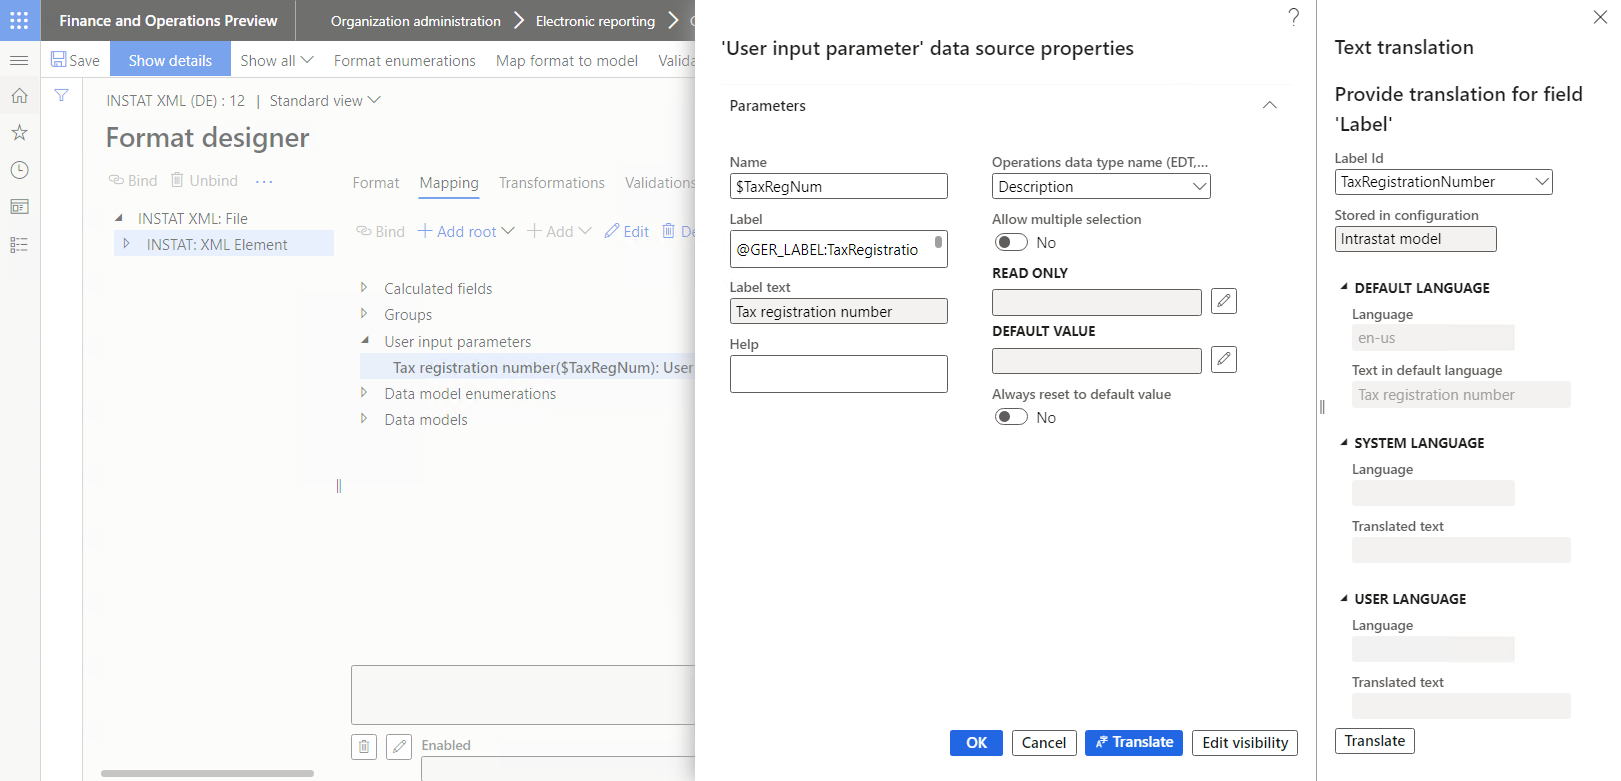 Finance and Operations Preview
Organization administration
Electronic reporting
Save
Show details
Show all
Format enumerations
Map format to model
INSTAT XML (DE) : 12 | Standard view
Format designer
Bind
Unbind
...
INSTAT XML: File
INSTAT: XML Element
Format
Mapping
Transformations
Validations
Bind
Add root
Add
Edit
Calculated fields
Groups
User input parameters
Tax registration number($TaxRegNum): User
Data model enumerations
Data models
Enabled
?
'User input parameter' data source properties
Parameters
Name
$TaxRegNum
Label
@GER_LABEL:TaxRegistratio
Label text
Tax registration number
Help
Operations data type name (EDT,...
Description
Allow multiple selection
No
READ ONLY
DEFAULT VALUE
Always reset to default value
No
OK
Cancel
Translate
Edit visibility
Text translation
Provide translation for field
'Label'
Label Id
TaxRegistrationNumber
Stored in configuration
Intrastat model
DEFAULT LANGUAGE
Language
en-us
Text in default language
Tax registration number
SYSTEM LANGUAGE
Language
Translated text
USER LANGUAGE
Language
Translated text
Translate